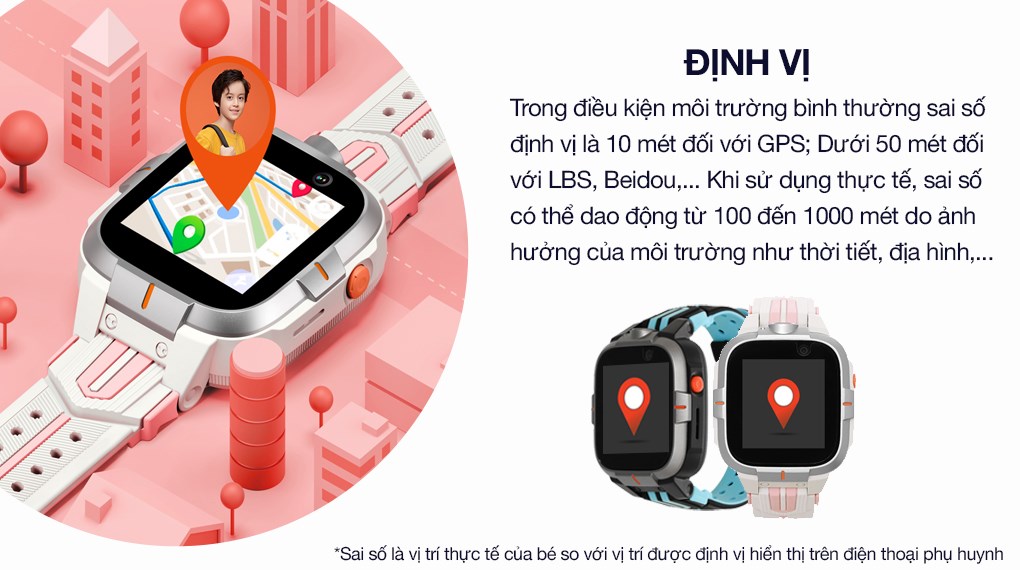 ĐỊNH VỊ
Trong điều kiện môi trường bình thường sai số
định vị là 10 mét đối với GPS; Dưới 50 mét đối
với LBS, Beidou,... Khi sử dụng thực tế, sai số
có thể dao động từ 100 đến 1000 mét do ảnh
hưởng của môi trường như thời tiết, địa hình,...
*Sai số là vị trí thực tế của bé so với vị trí được định vị hiển thị trên điện thoại phụ huynh